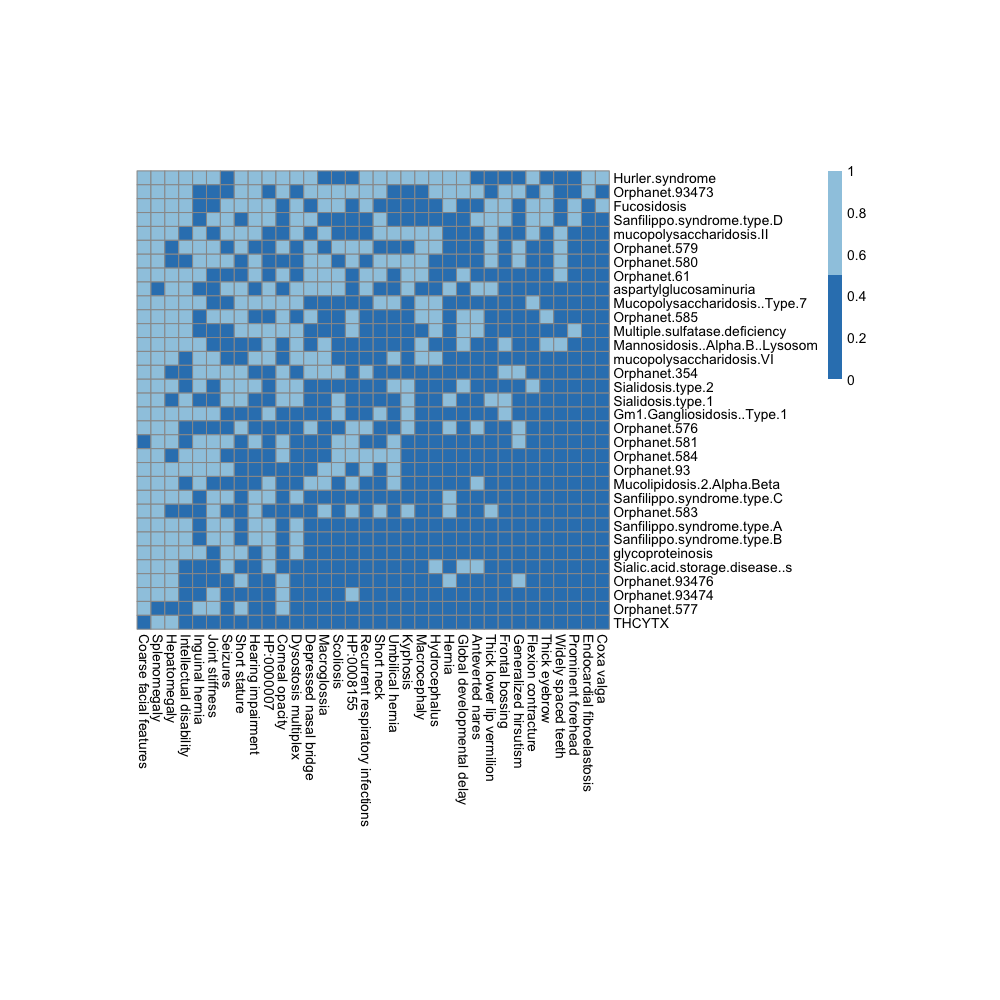 Hurler.syndrome
Orphanet.93473
Fucosidosis
Sanfilippo.syndrome.type.D
mucopolysaccharidosis.II
Orphanet.579
Orphanet.580
Orphanet.61
aspartylglucosaminuria
Mucopolysaccharidosis..Type.7
Orphanet.585
Multiple.sulfatase.deficiency
Mannosidosis..Alpha.B..Lysosom
mucopolysaccharidosis.VI
Orphanet.354
Sialidosis.type.2
Sialidosis.type.1
Gm1.Gangliosidosis..Type.1
Orphanet.576
Orphanet.581
Orphanet.584
Orphanet.93
Mucolipidosis.2.Alpha.Beta
Sanfilippo.syndrome.type.C
Orphanet.583
Sanfilippo.syndrome.type.A
Sanfilippo.syndrome.type.B
glycoproteinosis
Sialic.acid.storage.disease..s
Orphanet.93476
Orphanet.93474
Orphanet.577
THCYTX
1
0.8
0.6
0.4
0.2
0
Coarse facial features
Splenomegaly
Hepatomegaly
Intellectual disability
Inguinal hernia
Joint stiffness
Seizures
Short stature
Hearing impairment
HP:0000007
Corneal opacity
Dysostosis multiplex
Depressed nasal bridge
Macroglossia
Scoliosis
HP:0008155
Recurrent respiratory infections
Short neck
Umbilical hernia
Kyphosis
Macrocephaly
Hydrocephalus
Hernia
Global developmental delay
Anteverted nares
Thick lower lip vermilion
Frontal bossing
Generalized hirsutism
Flexion contracture
Thick eyebrow
Widely spaced teeth
Prominent forehead
Endocardial fibroelastosis
Coxa valga